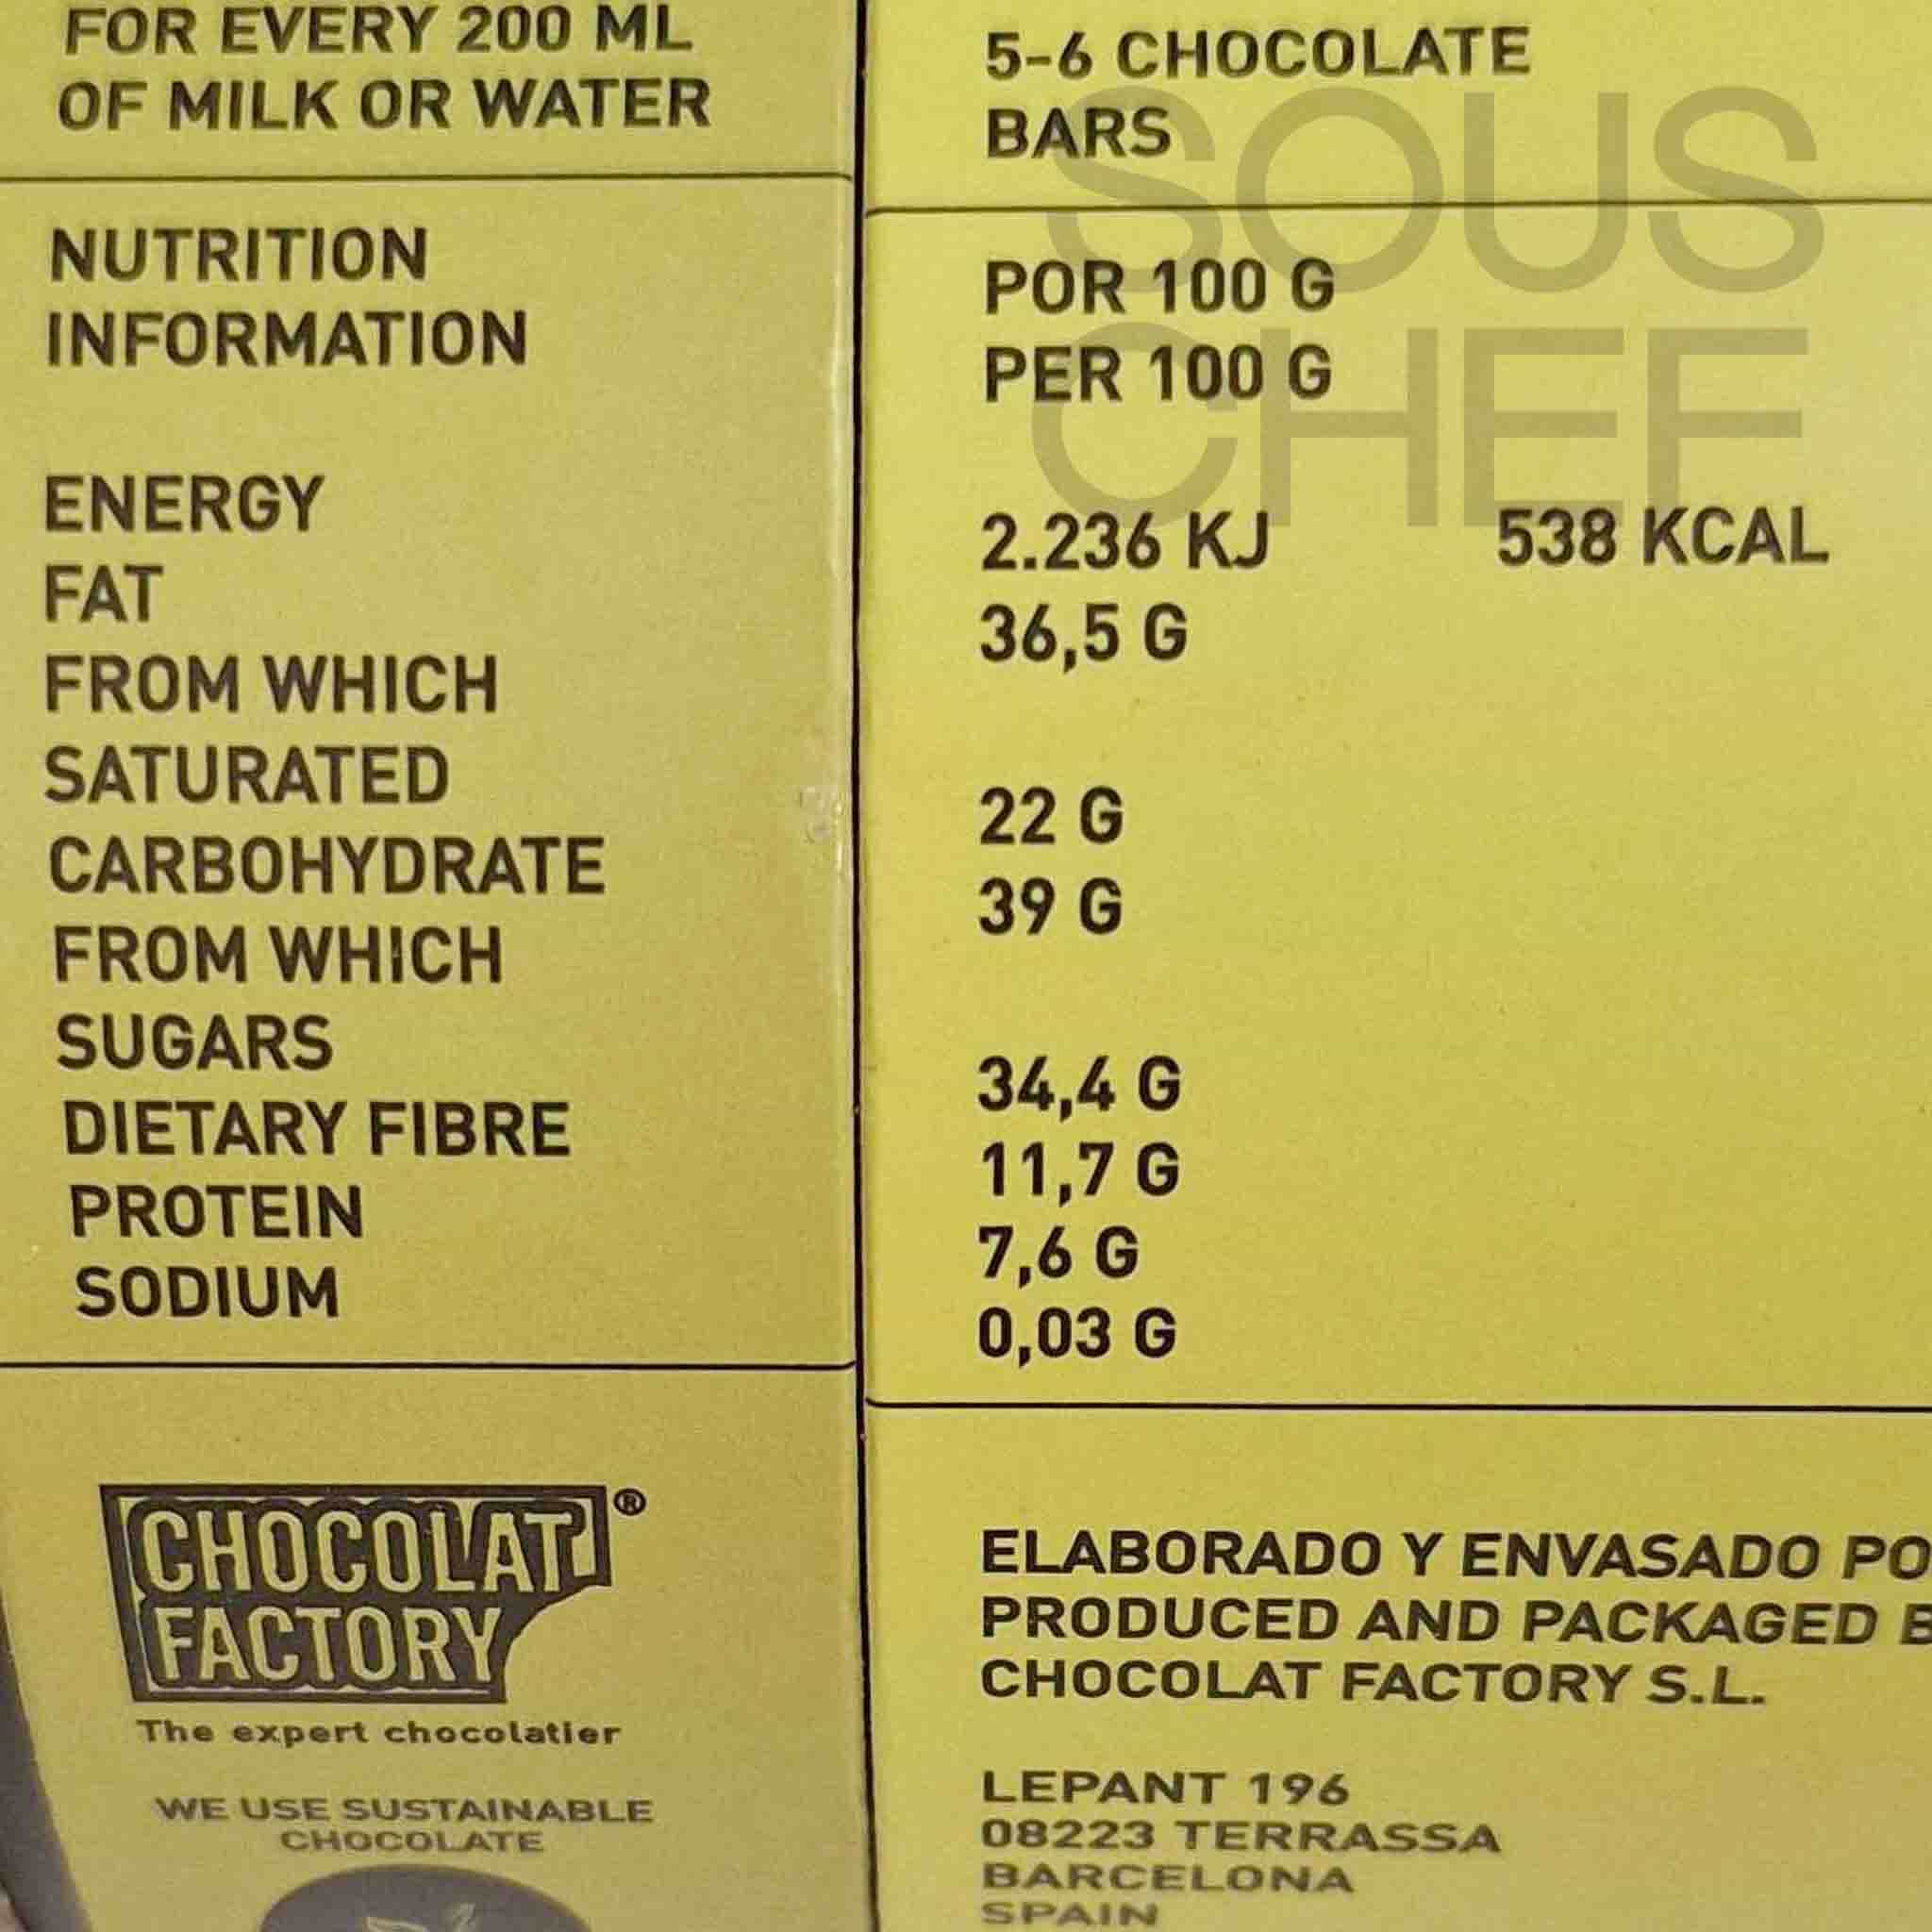 FOR EVERY 200 ML
OF MILK OR WATER
5-6 CHOCOLATE
BARS
SOUS
CHEF
NUTRITION
INFORMATION
POR 100 G
PER 100 G
ENERGY
2.236 KJ 538 KCAL
FAT
36,5 G
FROM WHICH
SATURATED
22 G
CARBOHYDRATE
39 G
FROM WHICH
SUGARS
34,4 G
DIETARY FIBRE
11,7 G
PROTEIN
7,6 G
SODIUM
0,03 G
CHOCOLAT
FACTORY®
The expert chocolatier
WE USE SUSTAINABLE
CHOCOLATE
ELABORADO Y ENVASADO PO
PRODUCED AND PACKAGED B
CHOCOLAT FACTORY S.L.
LEPANT 196
08223 TERRASSA
BARCELONA
SPAIN